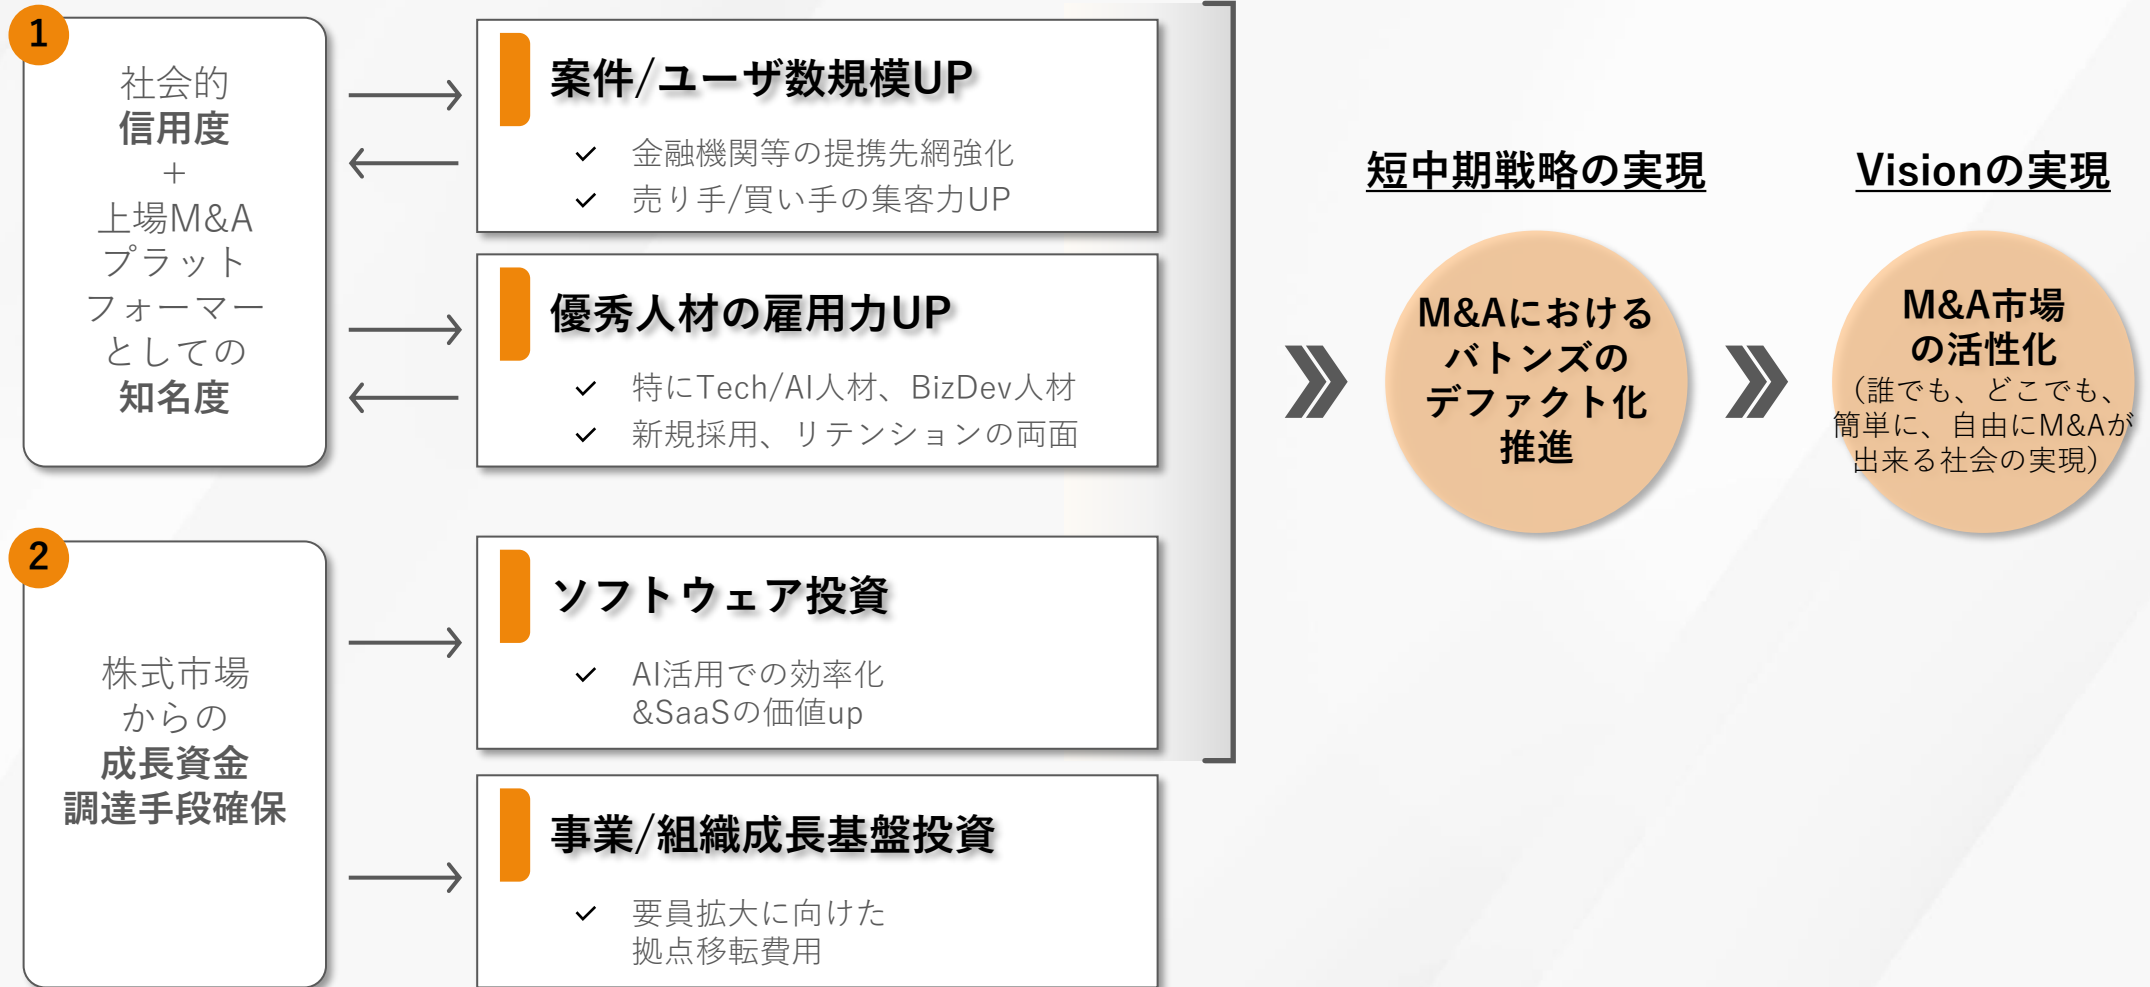 1
社会的
信用度
+
上場M&A
プラット
フォーマー
としての
知名度
案件/ユーザ数規模UP
✓ 金融機関等の提携先網強化
✓ 売り手/買い手の集客力UP
優秀人材の雇用力UP
✓ 特にTech/AI人材、BizDev人材
✓ 新規採用、リテンションの両面
2
株式市場
からの
成長資金
調達手段確保
ソフトウェア投資
✓ AI活用での効率化
&SaaSの価値up
事業/組織成長基盤投資
✓ 要員拡大に向けた
拠点移転費用
短中期戦略の実現
M&Aにおける
バトンズの
デファクト化
推進
Visionの実現
M&A市場
の活性化
（誰でも、どこでも、
簡単に、自由にM&Aが
出来る社会の実現）